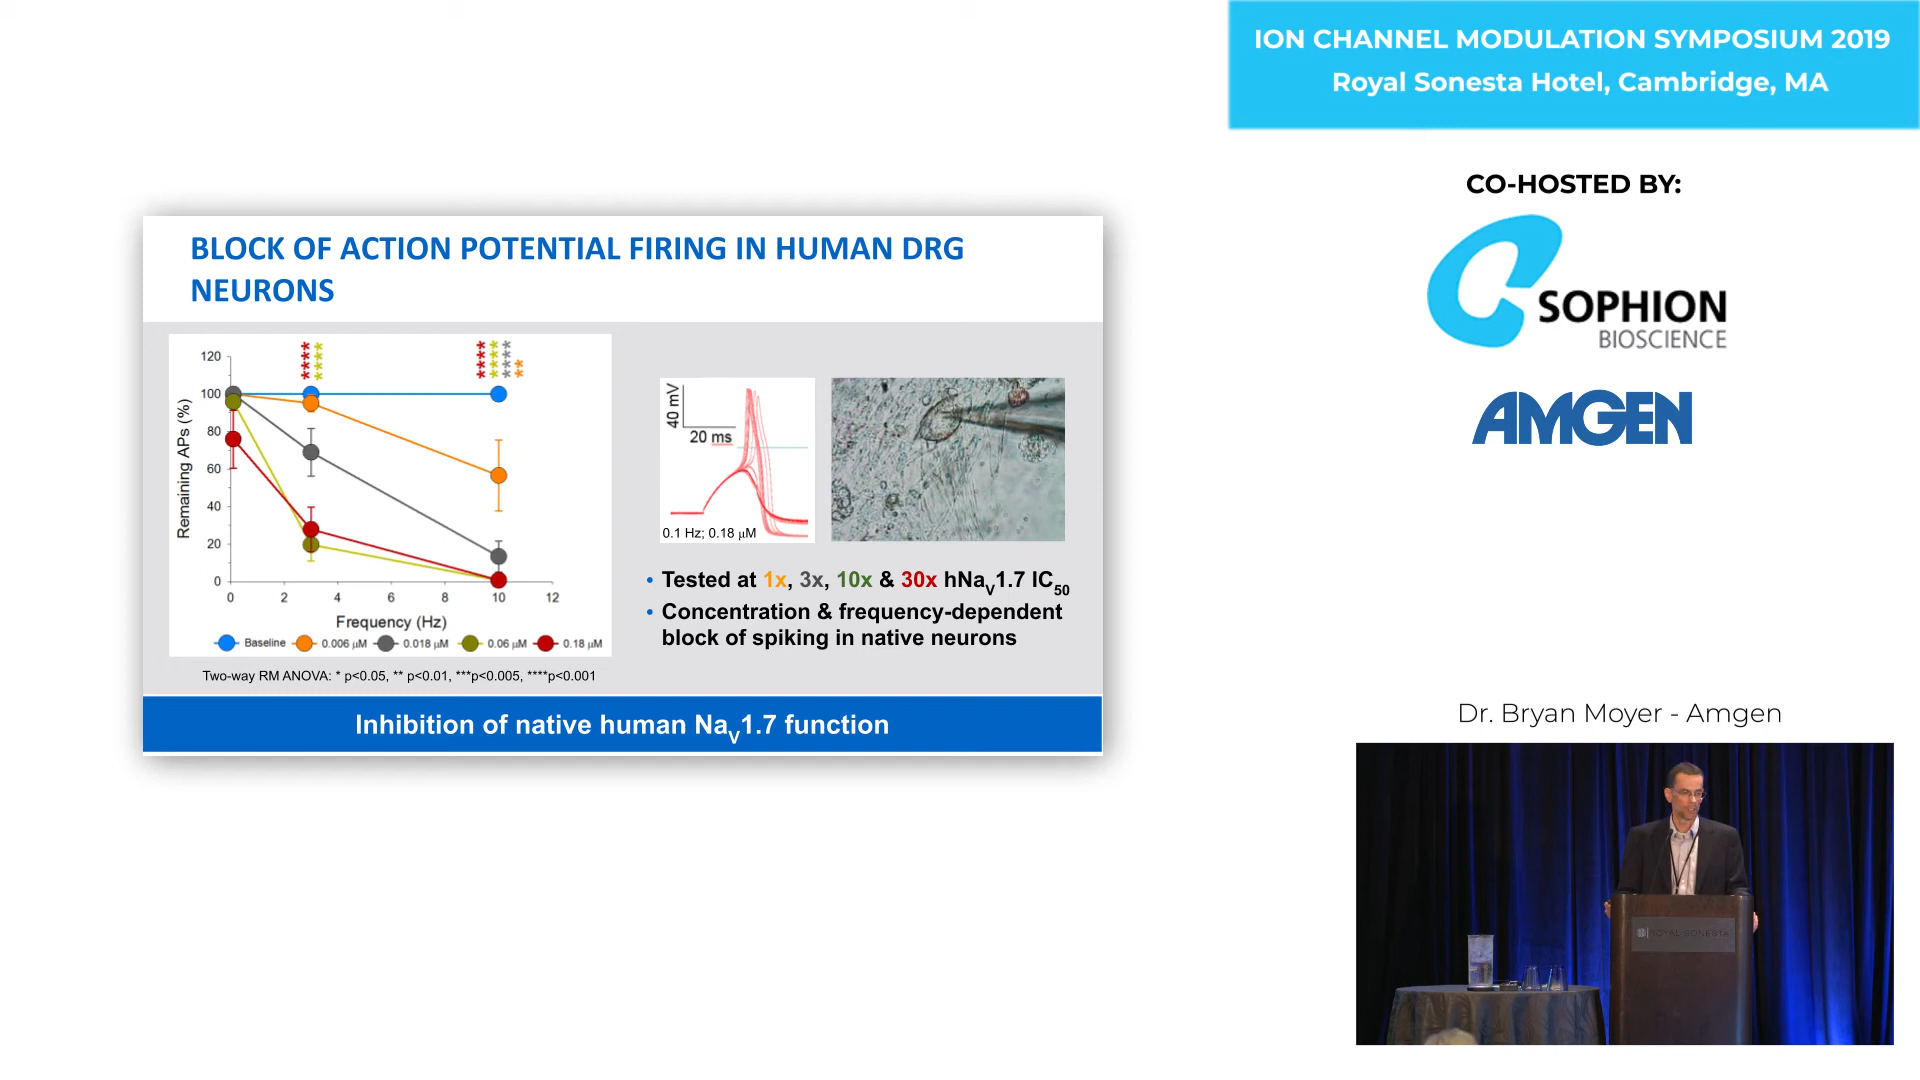 ION CHANNEL MODULATION SYMPOSIUM 2019
Royal Sonesta Hotel, Cambridge, MA
CO-HOSTED BY:
SOPHION
BIOSCIENCE
AMGEN
BLOCK OF ACTION POTENTIAL FIRING IN HUMAN DRG
NEURONS
Remaining APs (%)
120
100
80
60
40
20
0
0 2 4 6 8 10 12
Frequency (Hz)
**** **** **** **** **** **
Baseline 0.006 µM 0.018 µM 0.06 µM 0.18 µM
Two-way RM ANOVA: * p<0.05, ** p<0.01, ***p<0.005, ****p<0.001
40 mV
20 ms
0.1 Hz; 0.18 µM
• Tested at 1x, 3x, 10x & 30x hNaV1.7 IC50
• Concentration & frequency-dependent
block of spiking in native neurons
Inhibition of native human NaV1.7 function
Dr. Bryan Moyer - Amgen
ROYAL SONESTA